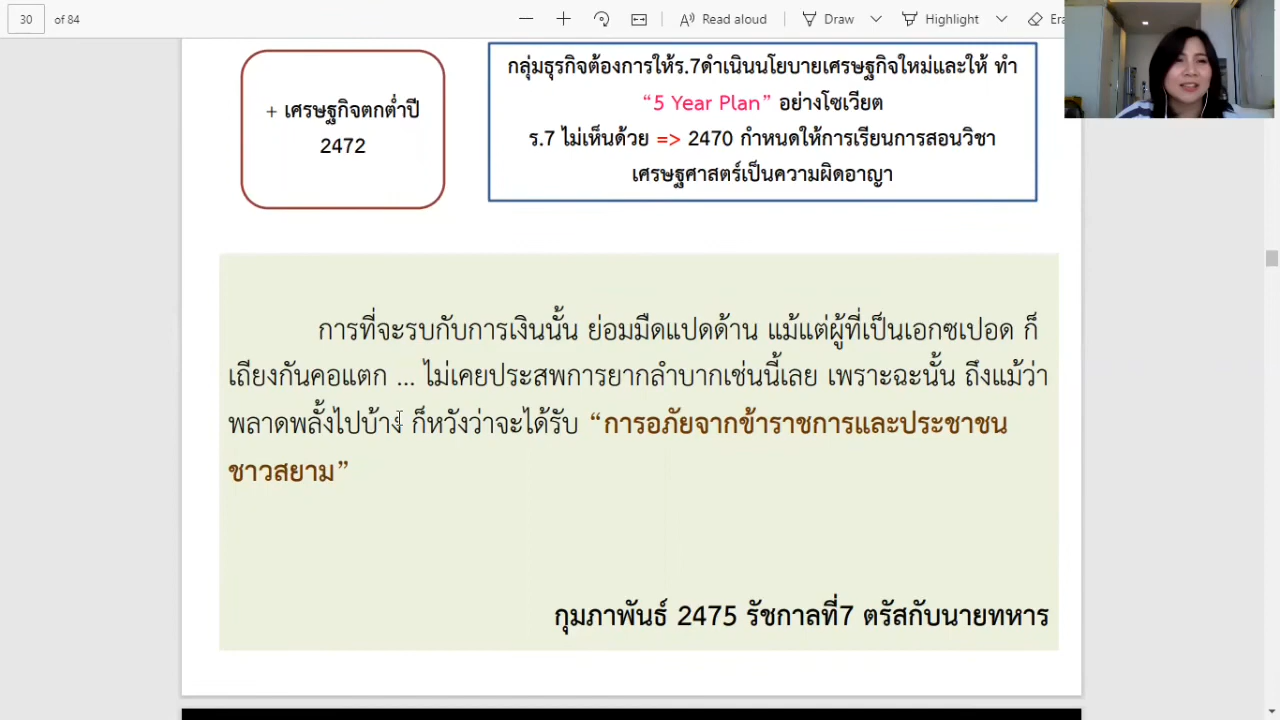 30 of 84
Read aloud
Draw
Highlight
+ เศรษฐกิจตกต่ำปี
2472
กลุ่มธุรกิจต้องการให้ร.7ดำเนินนโยบายเศรษฐกิจใหม่และให้ ทำ
“5 Year Plan” อย่างโซเวียต
ร.7 ไม่เห็นด้วย => 2470 กำหนดให้การเรียนการสอนวิชา
เศรษฐศาสตร์เป็นความผิดอาญา
การที่จะรบกับการเงินนั้น ย่อมมืดแปดด้าน แม้แต่ผู้ที่เป็นเอกซเปอด ก็
เถียงกันคอแตก ... ไม่เคยประสพการยากลำบากเช่นนี้เลย เพราะฉะนั้น ถึงแม้ว่า
พลาดพลั้งไปบ้าง ก็หวังว่าจะได้รับ “การอภัยจากข้าราชการและประชาชน
ชาวสยาม”
กุมภาพันธ์ 2475 รัชกาลที่7 ตรัสกับนายทหาร